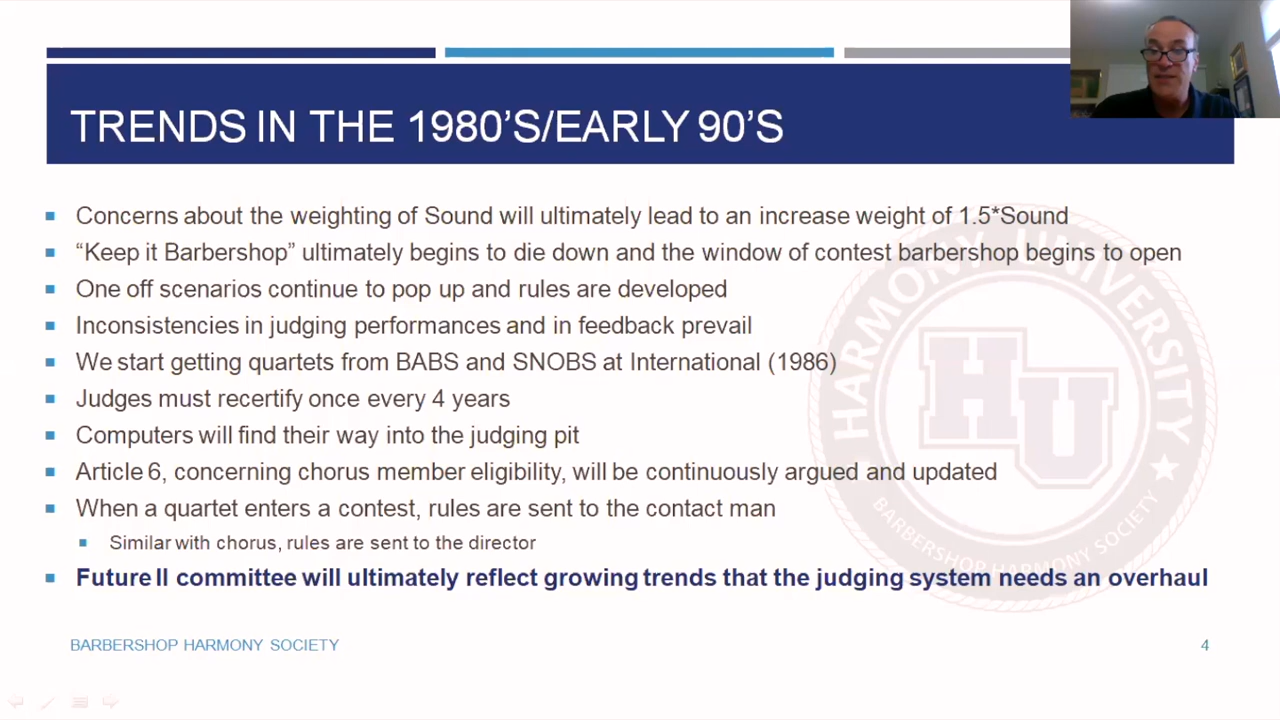 TRENDS IN THE 1980'S/EARLY 90'S
Concerns about the weighting of Sound will ultimately lead to an increase weight of 1.5*Sound
“Keep it Barbershop” ultimately begins to die down and the window of contest barbershop begins to open
One off scenarios continue to pop up and rules are developed
Inconsistencies in judging performances and in feedback prevail
We start getting quartets from BABS and SNOBS at International (1986)
Judges must recertify once every 4 years
Computers will find their way into the judging pit
Article 6, concerning chorus member eligibility, will be continuously argued and updated
When a quartet enters a contest, rules are sent to the contact man
Similar with chorus, rules are sent to the director
Future II committee will ultimately reflect growing trends that the judging system needs an overhaul
HARMONY UNIVERSITY
HU
BARBERSHOP HARMONY SOCIETY
BARBERSHOP HARMONY SOCIETY
4